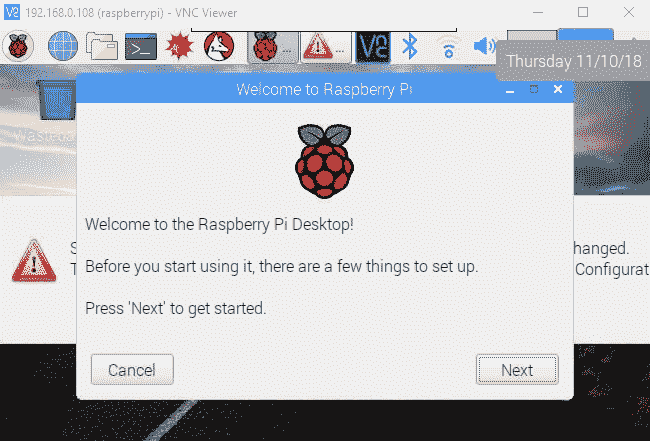 192.168.0.108 (raspberrypi) - VNC Viewer
... ...
Thursday 11/10/18
Welcome to Raspberry Pi
Welcome to the Raspberry Pi Desktop!
hanged.
Before you start using it, there are a few things to set up.
Configurat
Press 'Next' to get started.
Cancel
Next